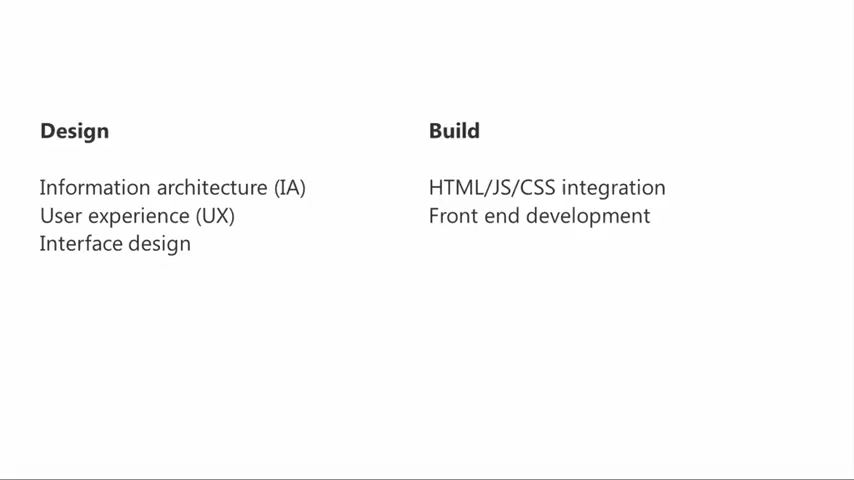 Design
Information architecture (IA)
User experience (UX)
Interface design
Build
HTML/JS/CSS integration
Front end development